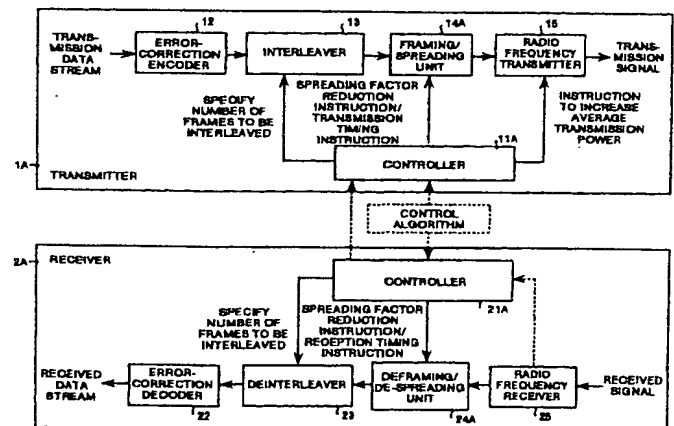 12
13
14A
15
TRANS-
MISSION
DATA
STREAM
ERROR-
CORRECTION
ENCODER
INTERLEAVER
FRAMING/
SPREADING
UNIT
RADIO
FREQUENCY
TRANSMITTER
TRANS-
MISSION
SIGNAL
SPECIFY
NUMBER OF
FRAMES TO BE
INTERLEAVED
SPREADING FACTOR
REDUCTION
INSTRUCTION/
TRANSMISSION
TIMING
INSTRUCTION
INSTRUCTION
TO INCREASE
AVERAGE
TRANSMISSION
POWER
11A
CONTROLLER
1A
TRANSMITTER
CONTROL
ALGORITHM
2A
RECEIVER
CONTROLLER
21A
SPECIFY
NUMBER OF
FRAMES TO BE
INTERLEAVED
SPREADING FACTOR
REDUCTION
INSTRUCTION/
RECEPTION TIMING
INSTRUCTION
RECEIVED
DATA
STREAM
ERROR-
CORRECTION
DECODER
DEINTERLEAVER
DEFRAMING/
DE-SPREADING
UNIT
RADIO
FREQUENCY
RECEIVER
RECEIVED
SIGNAL
22
23
24A
25